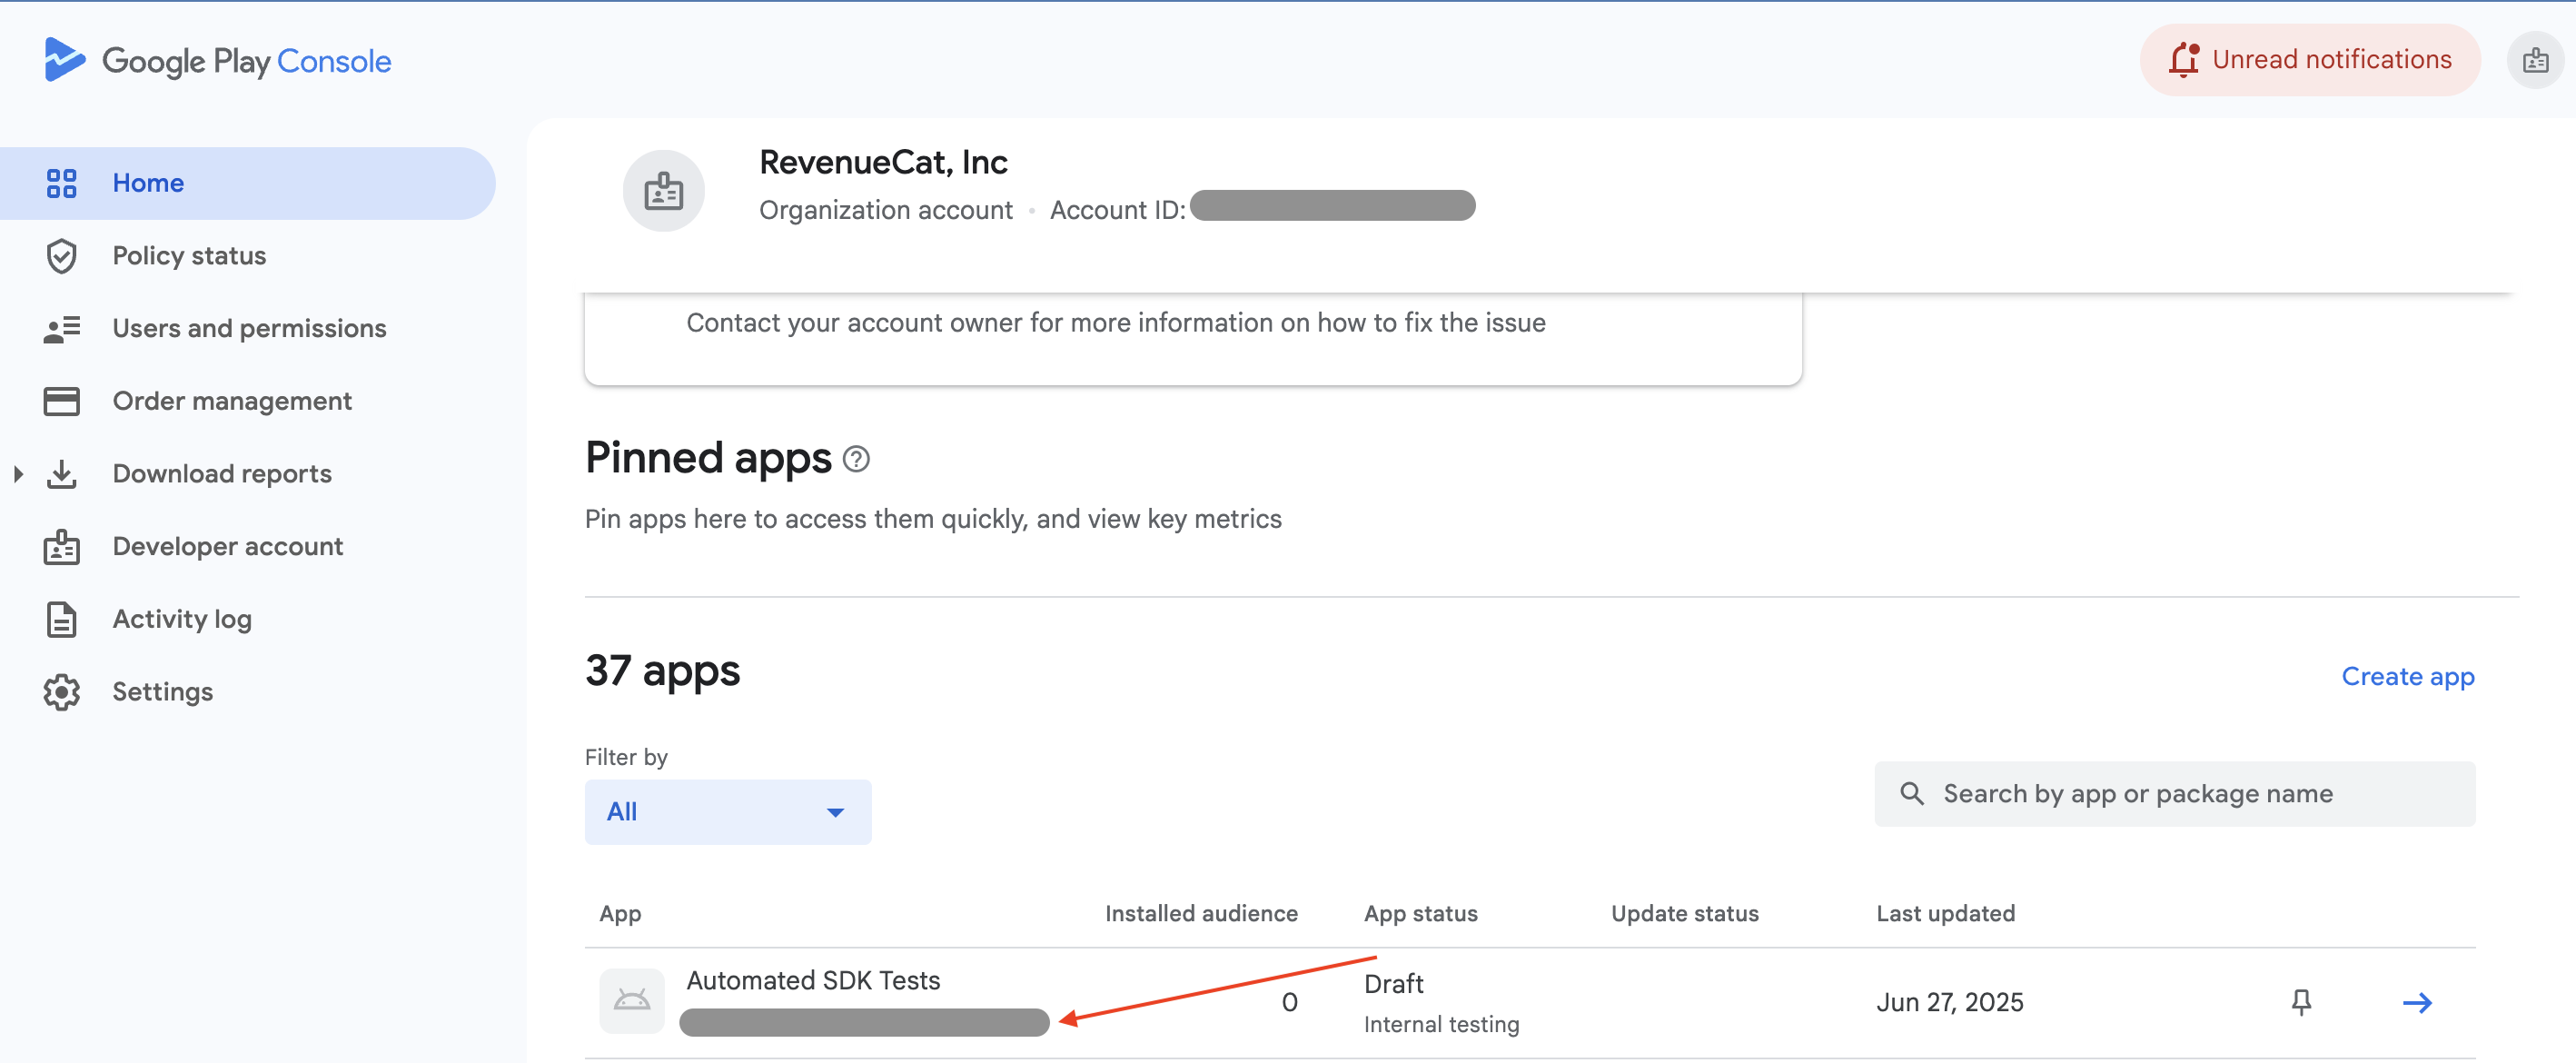 Google Play Console
Unread notifications
Home
Policy status
Users and permissions
Order management
Download reports
Developer account
Activity log
Settings
RevenueCat, Inc
Organization account • Account ID:
Contact your account owner for more information on how to fix the issue
Pinned apps
Pin apps here to access them quickly, and view key metrics
37 apps
Create app
Filter by
All
Search by app or package name
App Installed audience App status Update status Last updated
Automated SDK Tests
0
Draft
Internal testing
Jun 27, 2025